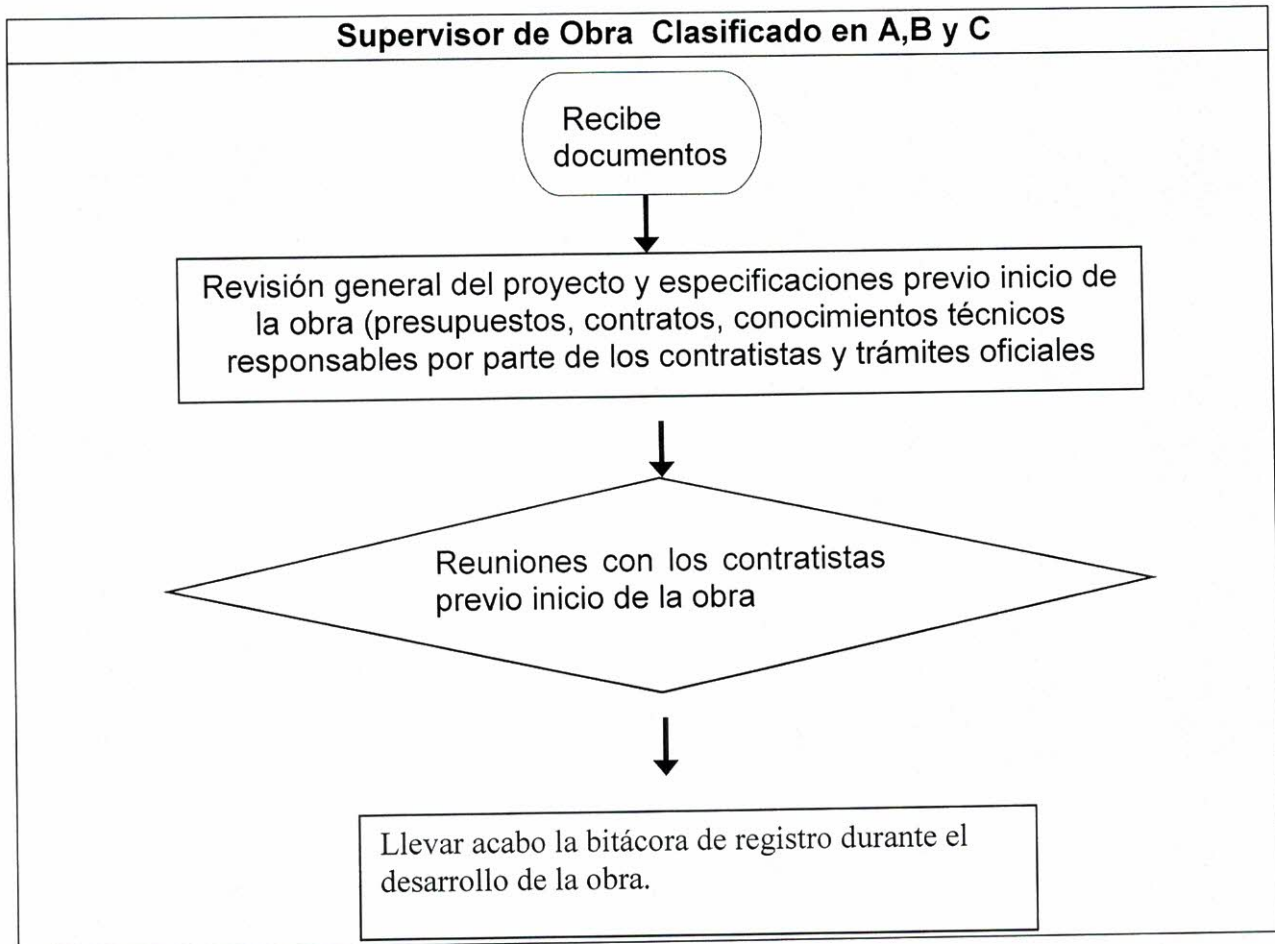 Supervisor de Obra Clasificado en A,B y C
Recibe
documentos
Revisión general del proyecto y especificaciones previo inicio de
la obra (presupuestos, contratos, conocimientos técnicos
responsables por parte de los contratistas y trámites oficiales
Reuniones con los contratistas
previo inicio de la obra
Llevar acabo la bitácora de registro durante el
desarrollo de la obra.